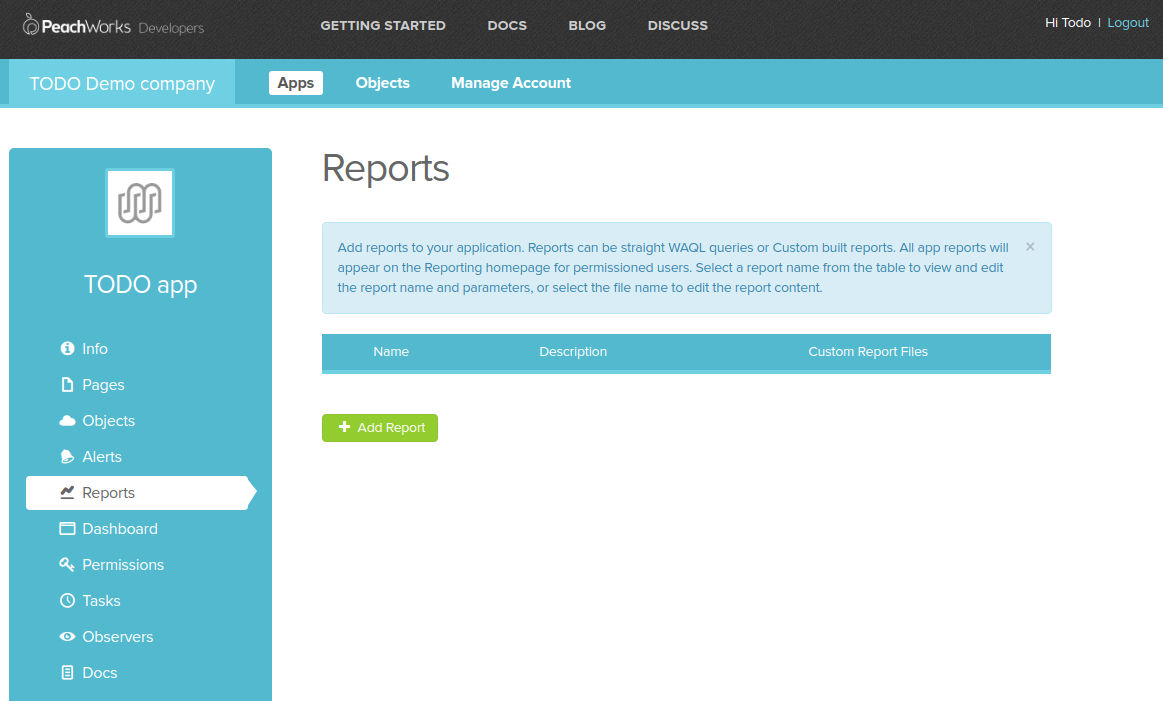 PeachWorks Developers
GETTING STARTED DOCS BLOG DISCUSS
Hi Todo | Logout
TODO Demo company
Apps Objects Manage Account
TODO app
Info
Pages
Objects
Alerts
Reports
Dashboard
Permissions
Tasks
Observers
Docs
Reports
Add reports to your application. Reports can be straight WAQL queries or Custom built reports. All app reports will
appear on the Reporting homepage for permissioned users. Select a report name from the table to view and edit
the report name and parameters, or select the file name to edit the report content.
×
Name Description Custom Report Files
+ Add Report